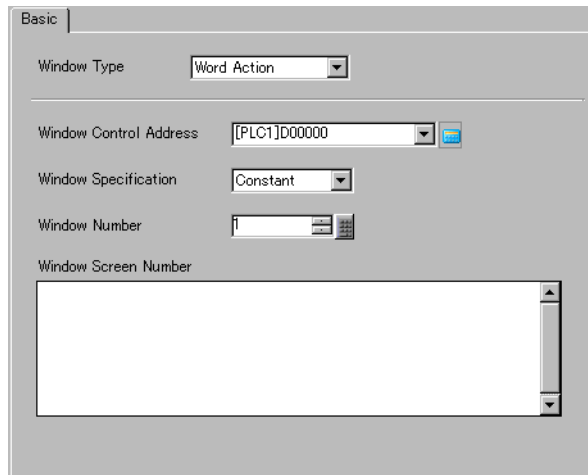 Basic
Window Type Word Action
Window Control Address [PLC1]D00000
Window Specification Constant
Window Number 1
Window Screen Number